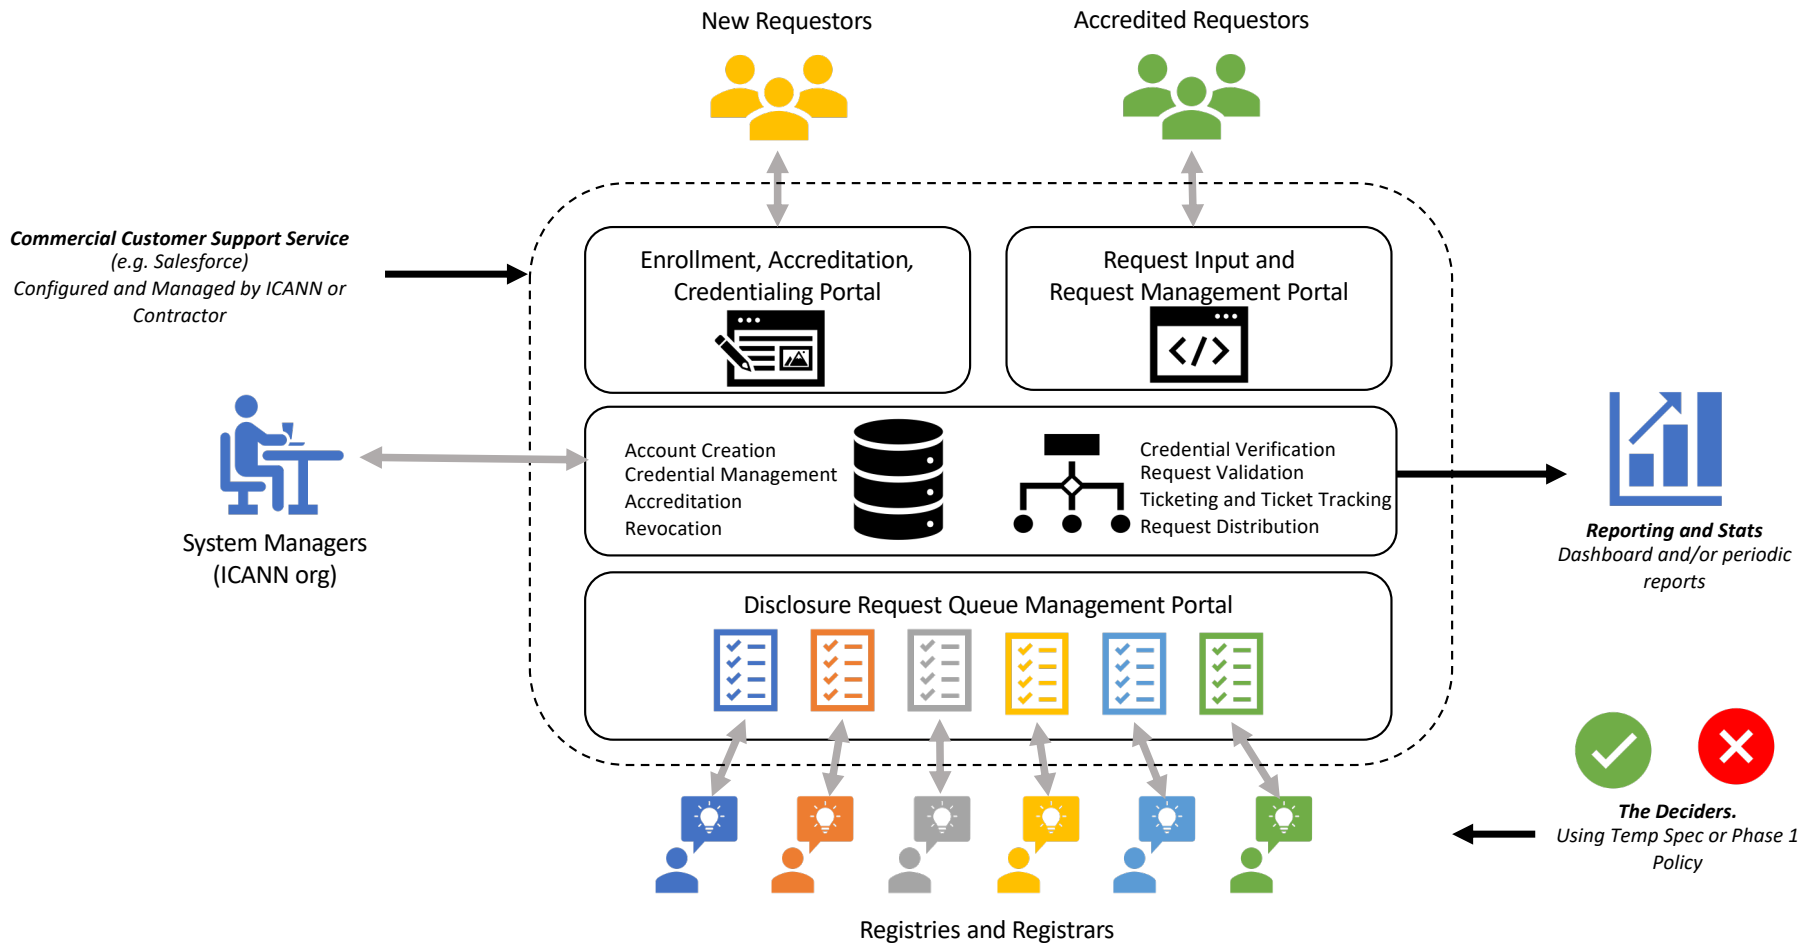 New Requestors
Accredited Requestors
Commercial Customer Support Service
(e.g. Salesforce)
Configured and Managed by ICANN or
Contractor
Enrollment, Accreditation,
Credentialing Portal
Request Input and
Request Management Portal
</>
System Managers
(ICANN org)
Account Creation
Credential Management
Accreditation
Revocation
Credential Verification
Request Validation
Ticketing and Ticket Tracking
Request Distribution
Reporting and Stats
Dashboard and/or periodic
reports
Disclosure Request Queue Management Portal
The Deciders.
Using Temp Spec or Phase 1
Policy
Registries and Registrars